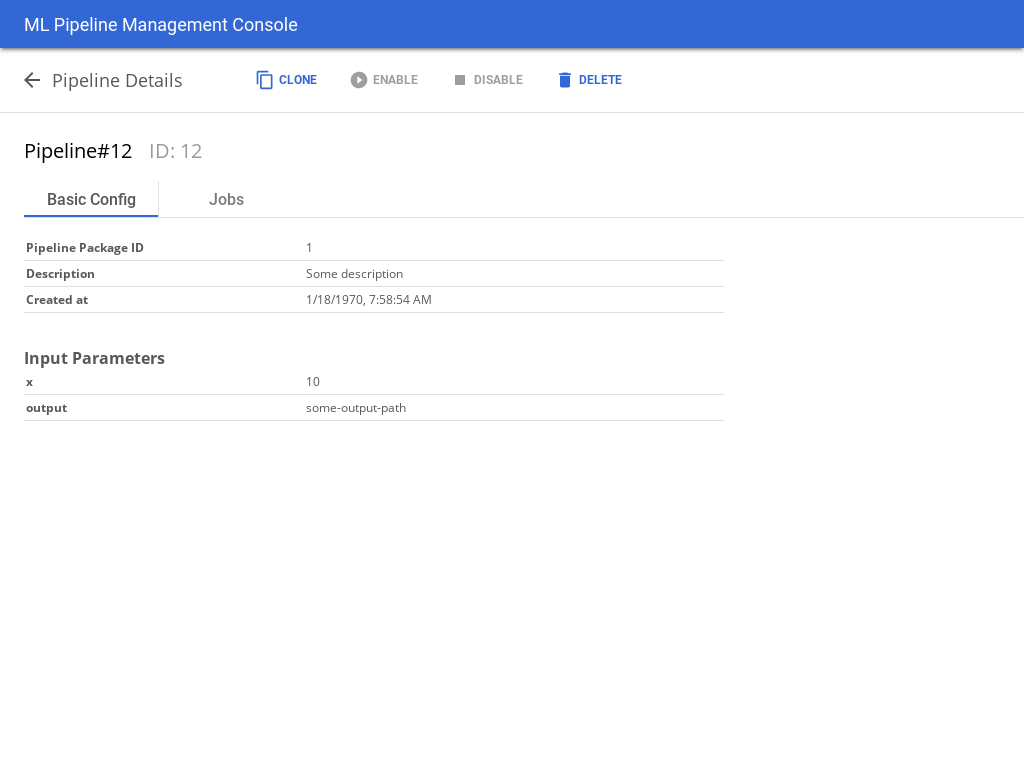 ML Pipeline Management Console
Pipeline Details CLONE ENABLE DISABLE DELETE
Pipeline#12 ID: 12
Basic Config Jobs
Pipeline Package ID 1
Description Some description
Created at 1/18/1970, 7:58:54 AM
Input Parameters
x 10
output some-output-path